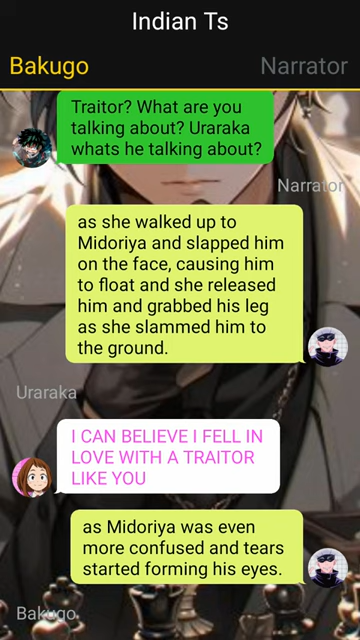 Indian Ts
Bakugo
Narrator
Traitor? What are you
talking about? Uraraka
whats he talking about?
Narrator
as she walked up to
Midoriya and slapped him
on the face, causing him
to float and she released
him and grabbed his leg
as she slammed him to
the ground.
Uraraka
I CAN BELIEVE I FELL IN
LOVE WITH A TRAITOR
LIKE YOU
as Midoriya was even
more confused and tears
started forming his eyes.
Bakugo